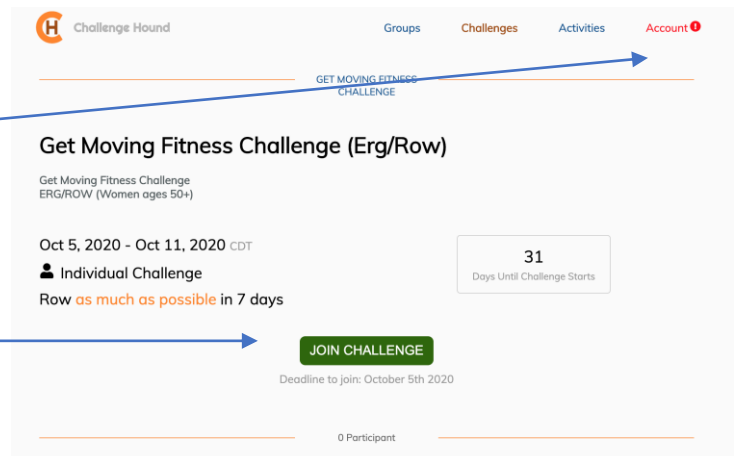 Challenge Hound
Groups Challenges Activities Account !
GET MOVING FITNESS
CHALLENGE
Get Moving Fitness Challenge (Erg/Row)
Get Moving Fitness Challenge
ERG/ROW (Women ages 50+)
Oct 5, 2020 - Oct 11, 2020 CDT
Individual Challenge
Row as much as possible in 7 days
31
Days Until Challenge Starts
JOIN CHALLENGE
Deadline to join: October 5th 2020
0 Participant